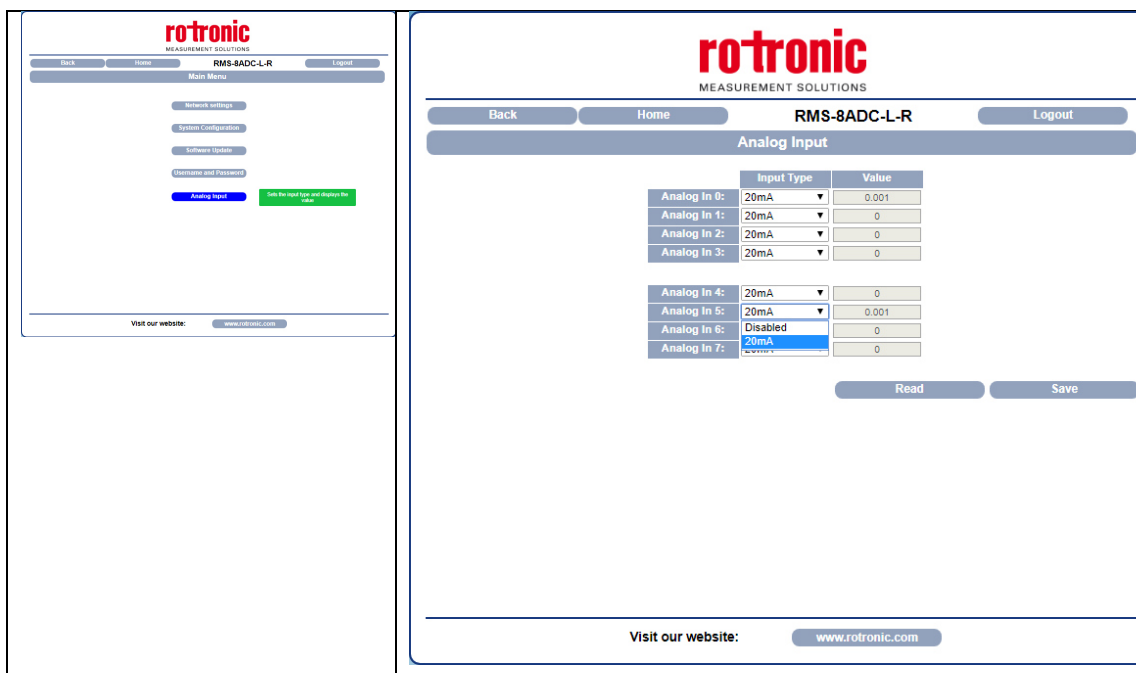 rotronic
MEASUREMENT SOLUTIONS
Back Home RMS-8ADC-L-R Logout
Main Menu
Network settings
System Configuration
Software Update
Username and Password
Analog Input Sets the input type and displays the
value
Visit our website: www.rotronic.com
rotronic
MEASUREMENT SOLUTIONS
Back Home RMS-8ADC-L-R Logout
Analog Input
Input Type Value
Analog In 0: 20mA 0.001
Analog In 1: 20mA 0
Analog In 2: 20mA 0
Analog In 3: 20mA 0
Analog In 4: 20mA 0
Analog In 5: 20mA 0.001
Analog In 6: Disabled 0
Analog In 7: 20mA 0
Read Save
Visit our website: www.rotronic.com